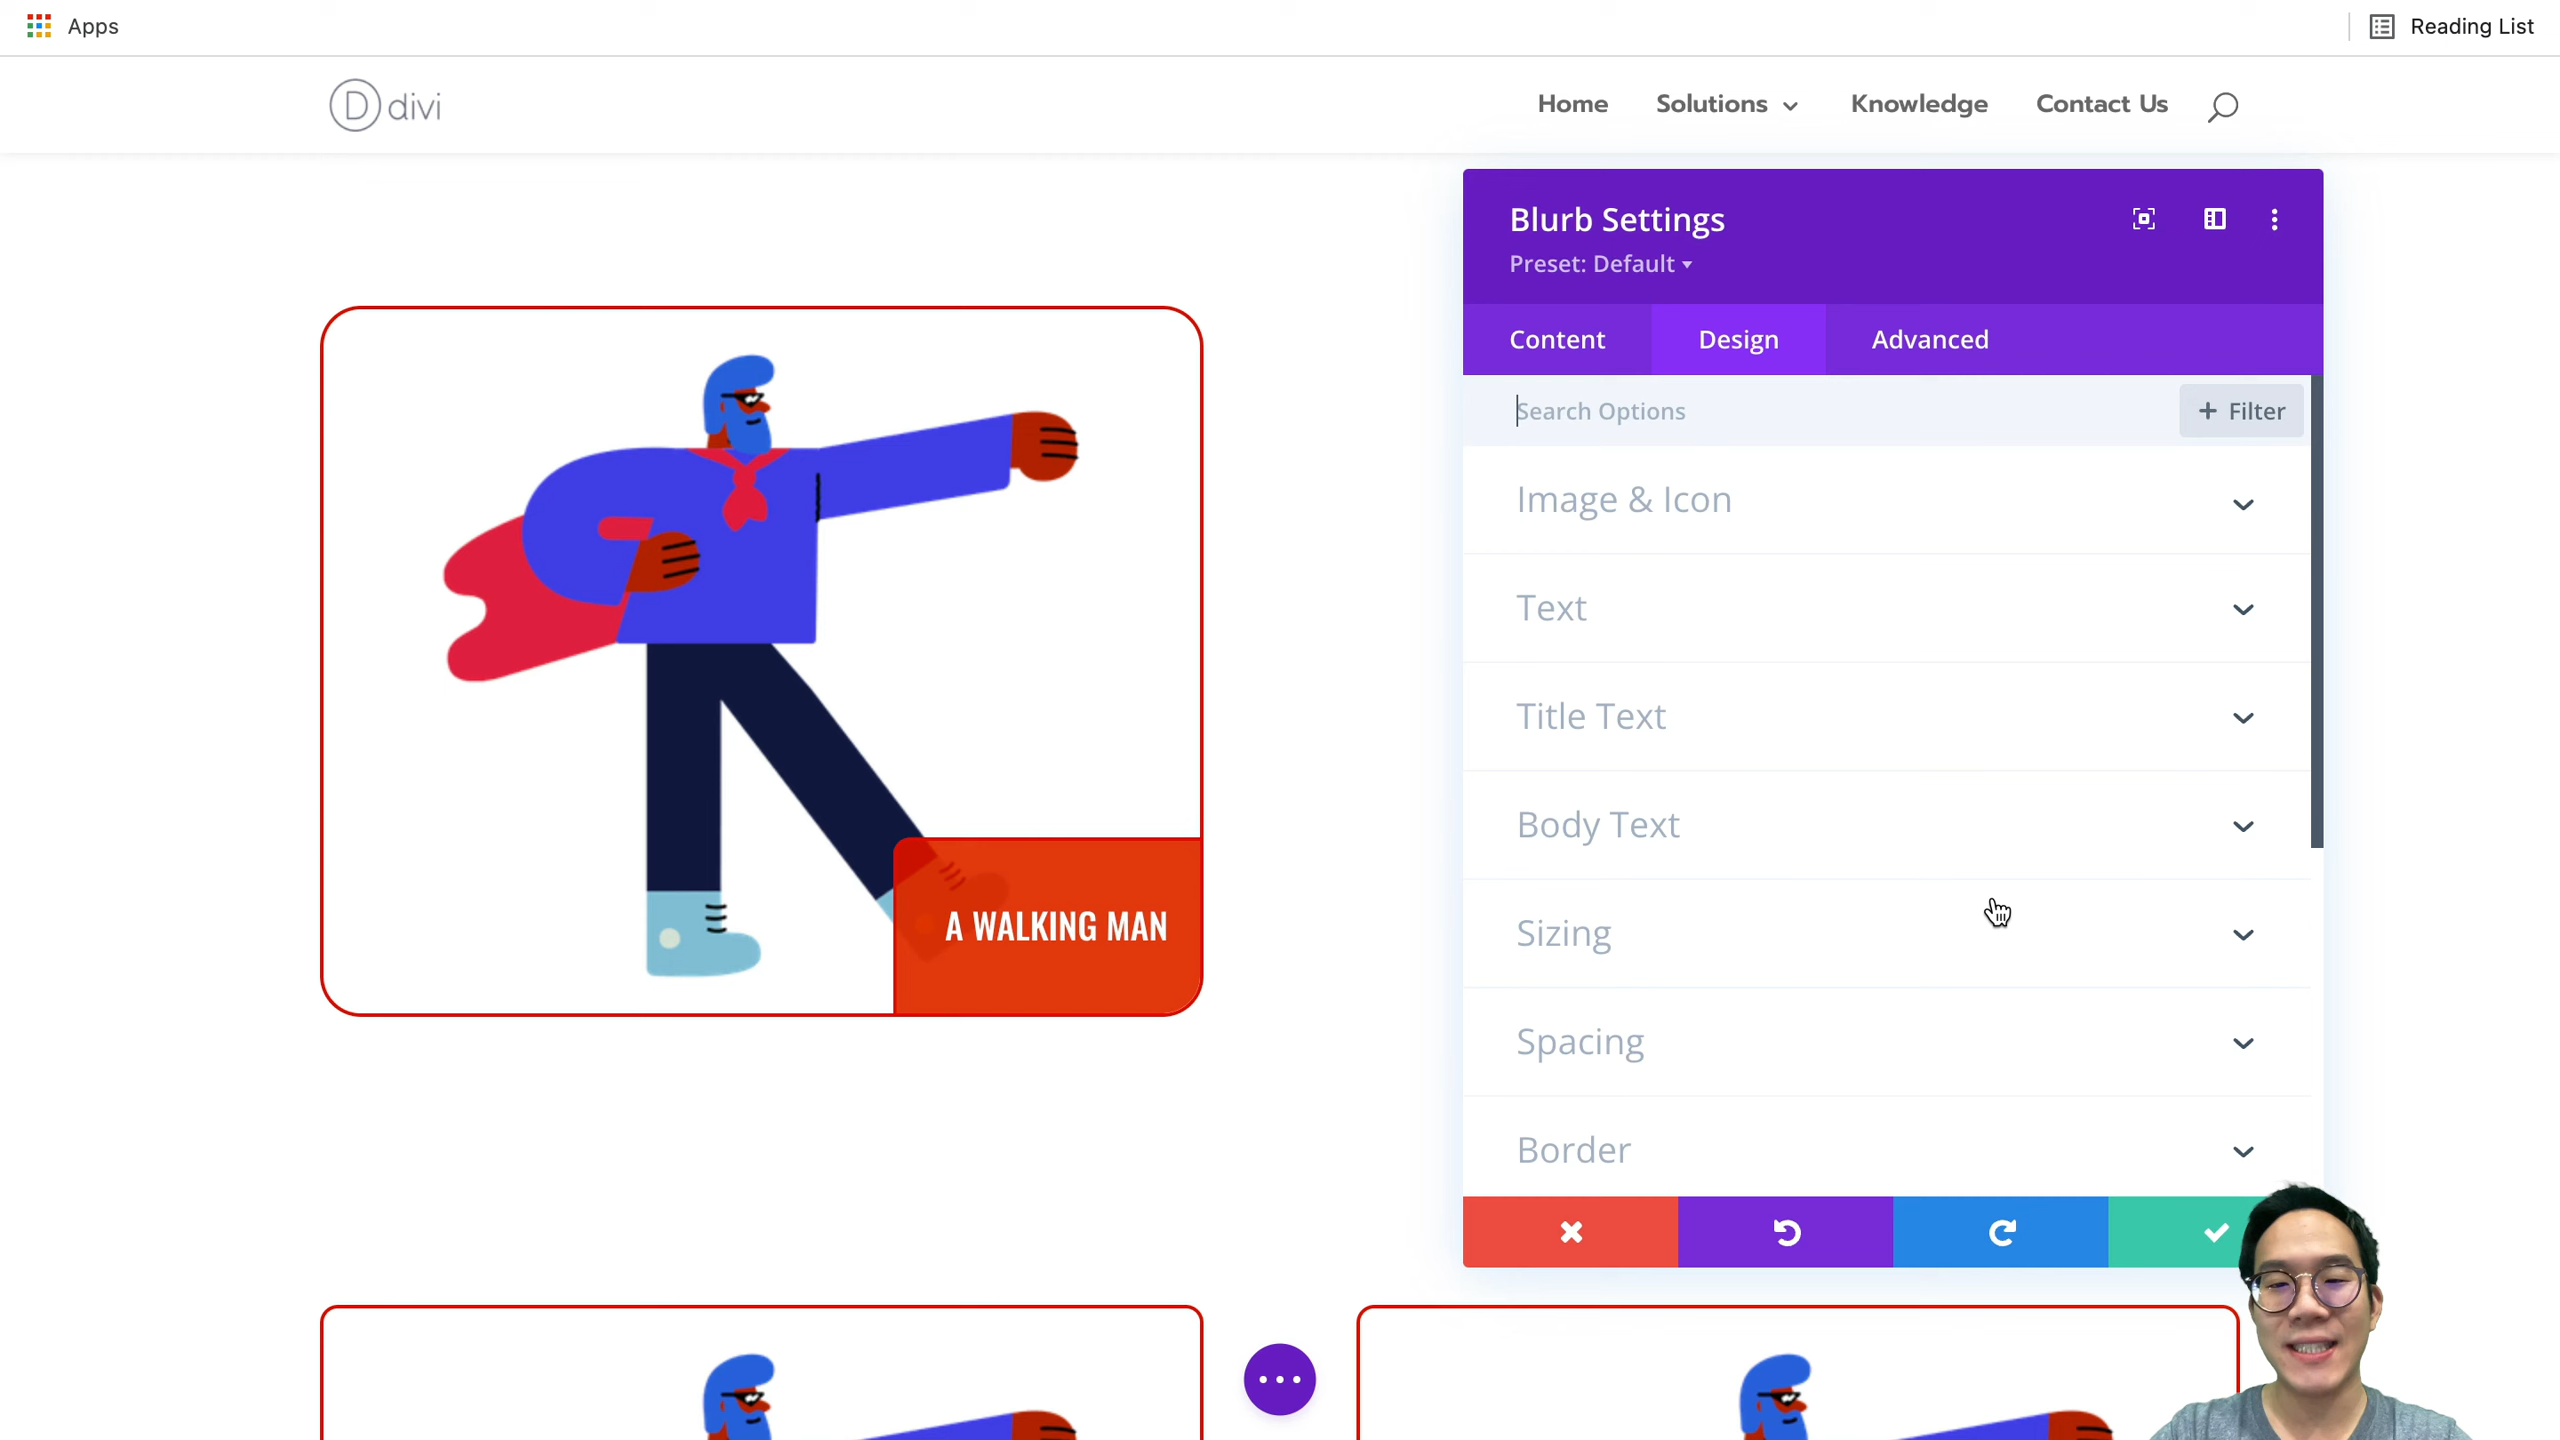 Apps
Reading List
D divi
Home
Solutions
Knowledge
Contact Us
Blurb Settings
Preset: Default
Content
Design
Advanced
Search Options
+ Filter
Image & Icon
Text
Title Text
Body Text
Sizing
Spacing
Border
A WALKING MAN